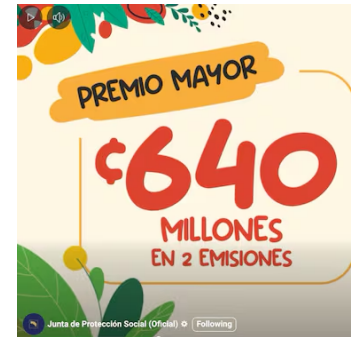 PREMIO MAYOR
₡640
MILLONES
EN 2 EMISIONES
Junta de Protección Social (Oficial) Following